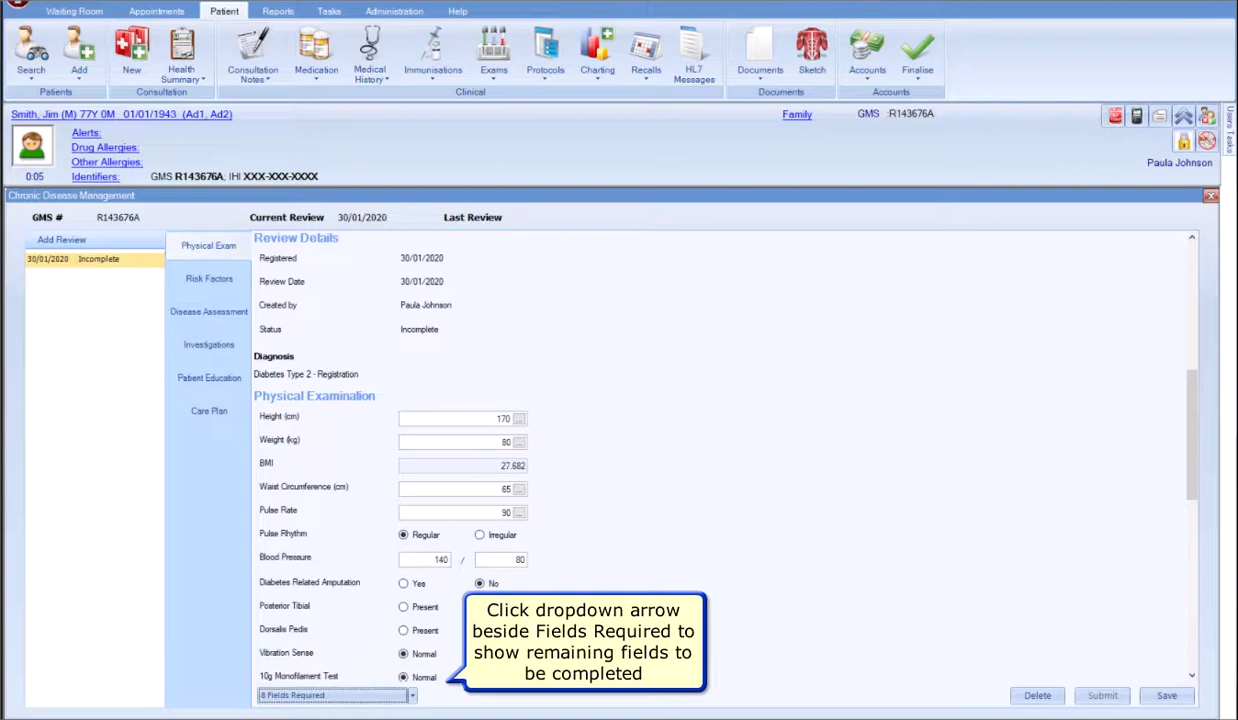 Waiting Room Appointments Patient Reports Tasks Administration Help
Search Add New Health Summary Consultation Notes Medication Medical History Immunisations Exams Protocols Charting Recalls HL7 Messages Documents Sketch Accounts Finalise
Patients Consultation Clinical Documents Accounts
Smith, Jim (M) 77Y 0M 01/01/1943 (Ad1, Ad2) Family GMS R143676A
Alerts:
Drug Allergies:
Other Allergies: Paula Johnson
0:05 Identifiers: GMS R143676A; IHI XXX-XXX-XXXX
Users Tasks
Chronic Disease Management
GMS # R143676A Current Review 30/01/2020 Last Review
Add Review
30/01/2020 Incomplete
Physical Exam
Risk Factors
Disease Assessment
Investigations
Patient Education
Care Plan
Review Details
Registered 30/01/2020
Review Date 30/01/2020
Created by Paula Johnson
Status Incomplete
Diagnosis
Diabetes Type 2 - Registration
Physical Examination
Height (cm) 170 ...
Weight (kg) 80 ...
BMI 27.682
Waist Circumference (cm) 65 ...
Pulse Rate 90 ...
Pulse Rhythm Regular Irregular
Blood Pressure 140 / 80
Diabetes Related Amputation Yes No
Posterior Tibial Present
Dorsalis Pedis Present
Vibration Sense Normal
10g Monofilament Test Normal
Click dropdown arrow
beside Fields Required to
show remaining fields to
be completed
8 Fields Required Delete Submit Save